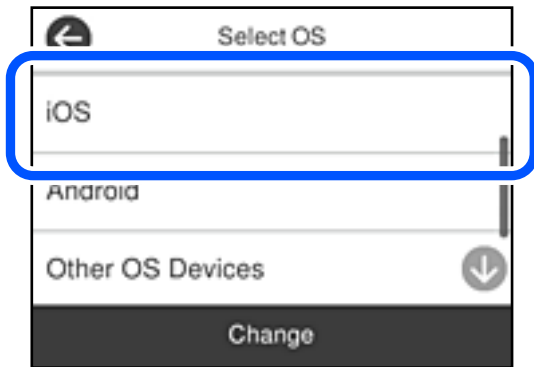 Select OS
iOS
Android
Other OS Devices
Change